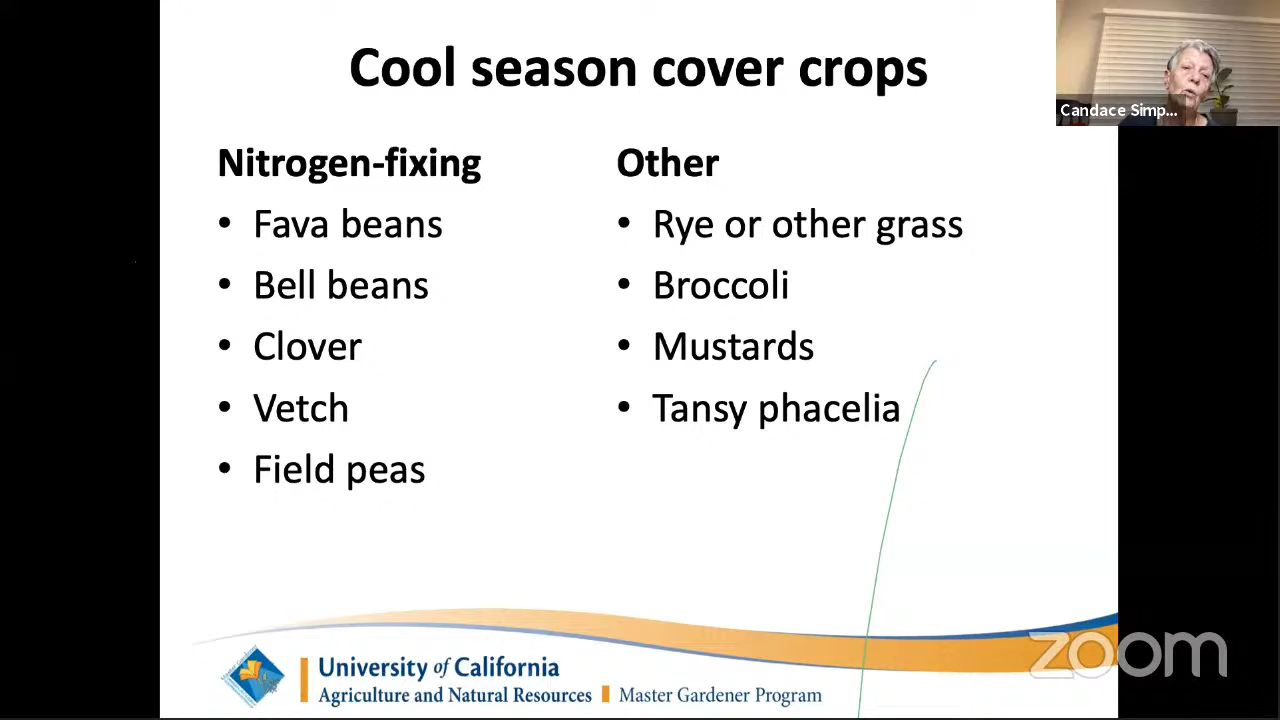 Cool season cover crops
Candace Simp...
Nitrogen-fixing
• Fava beans
• Bell beans
• Clover
• Vetch
• Field peas
Other
• Rye or other grass
• Broccoli
• Mustards
• Tansy phacelia
University of California
Agriculture and Natural Resources
Master Gardener Program
zoom